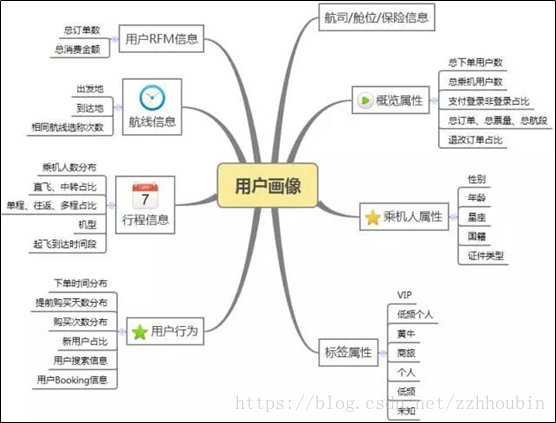 用户画像
用户RFM信息
总订单数
总消费金额
航线信息
出发地
到达地
相同航线选称次数
行程信息
乘机人数分布
直飞、中转占比
单程、往返、多程占比
机型
起飞到达时间段
7
用户行为
下单时间分布
提前购买天数分布
购买次数分布
新用户占比
用户搜索信息
用户Booking信息
航司/舱位/保险信息
概览属性
总下单用户数
总乘机用户数
支付登录非登录占比
总订单、总票量、总航段
退改订单占比
乘机人属性
性别
年龄
星座
国籍
证件类型
标签属性
VIP
低频个人
黄牛
商旅
个人
低频
未知
https://blog.csdn.net/zzhhoubin